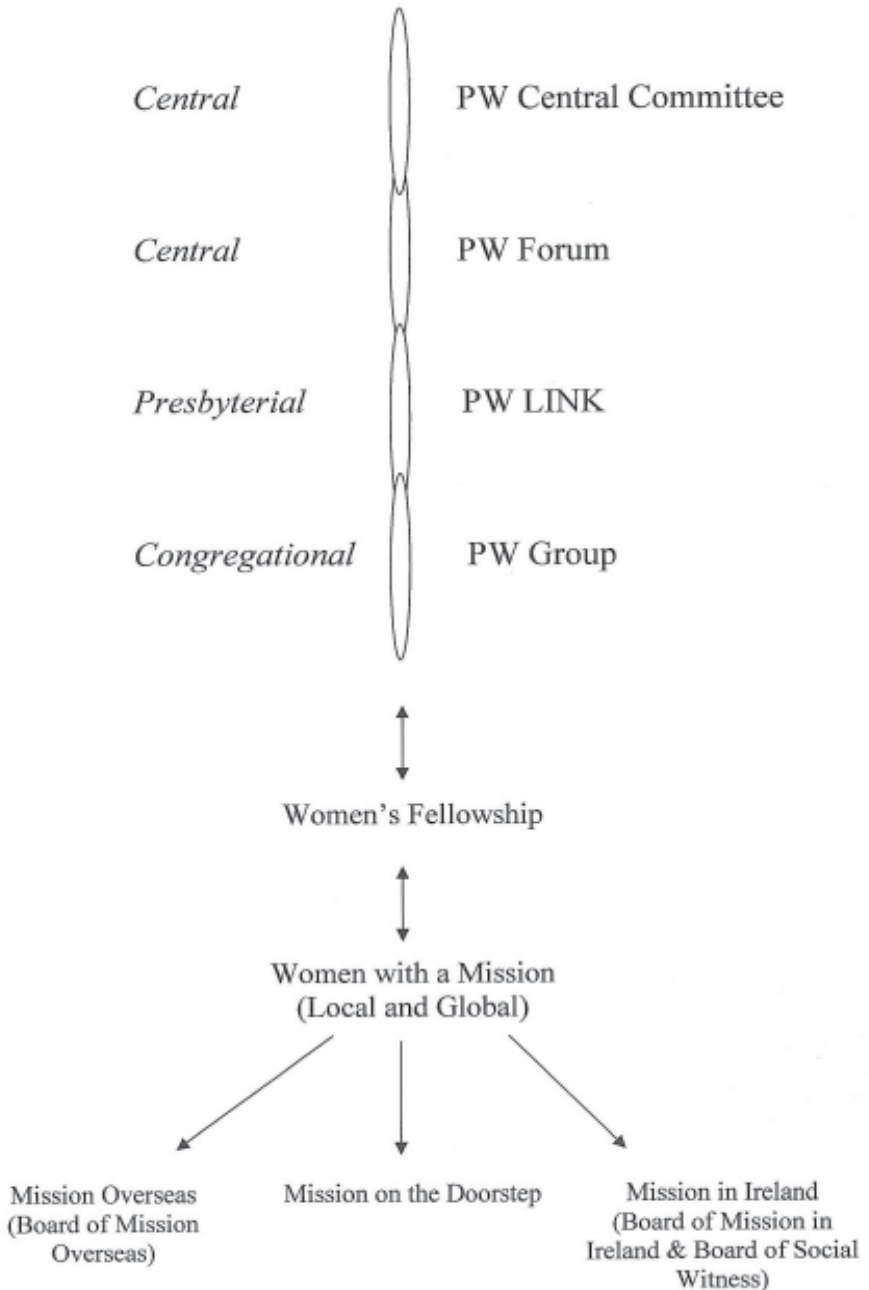 Central PW Central Committee
Central PW Forum
Presbyterial PW LINK
Congregational PW Group
Women's Fellowship
Women with a Mission
(Local and Global)
Mission Overseas
(Board of Mission
Overseas)
Mission on the Doorstep
Mission in Ireland
(Board of Mission in
Ireland & Board of Social
Witness)